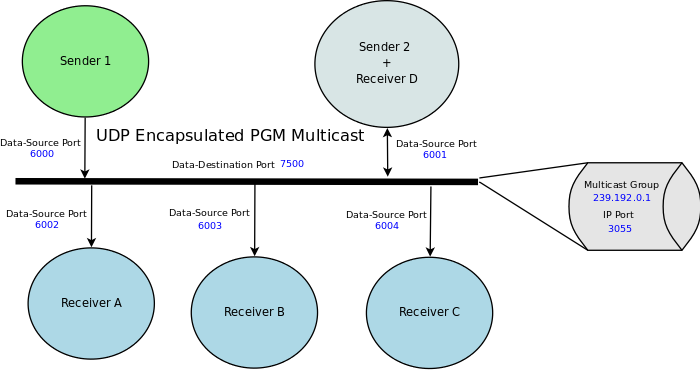 Sender 1
Sender 2
+
Receiver D
UDP Encapsulated PGM Multicast
Data-Source Port
6000
Data-Source Port
6001
Data-Destination Port 7500
Multicast Group
239.192.0.1
IP Port
3055
Data-Source Port
6002
Data-Source Port
6003
Data-Source Port
6004
Receiver A
Receiver B
Receiver C